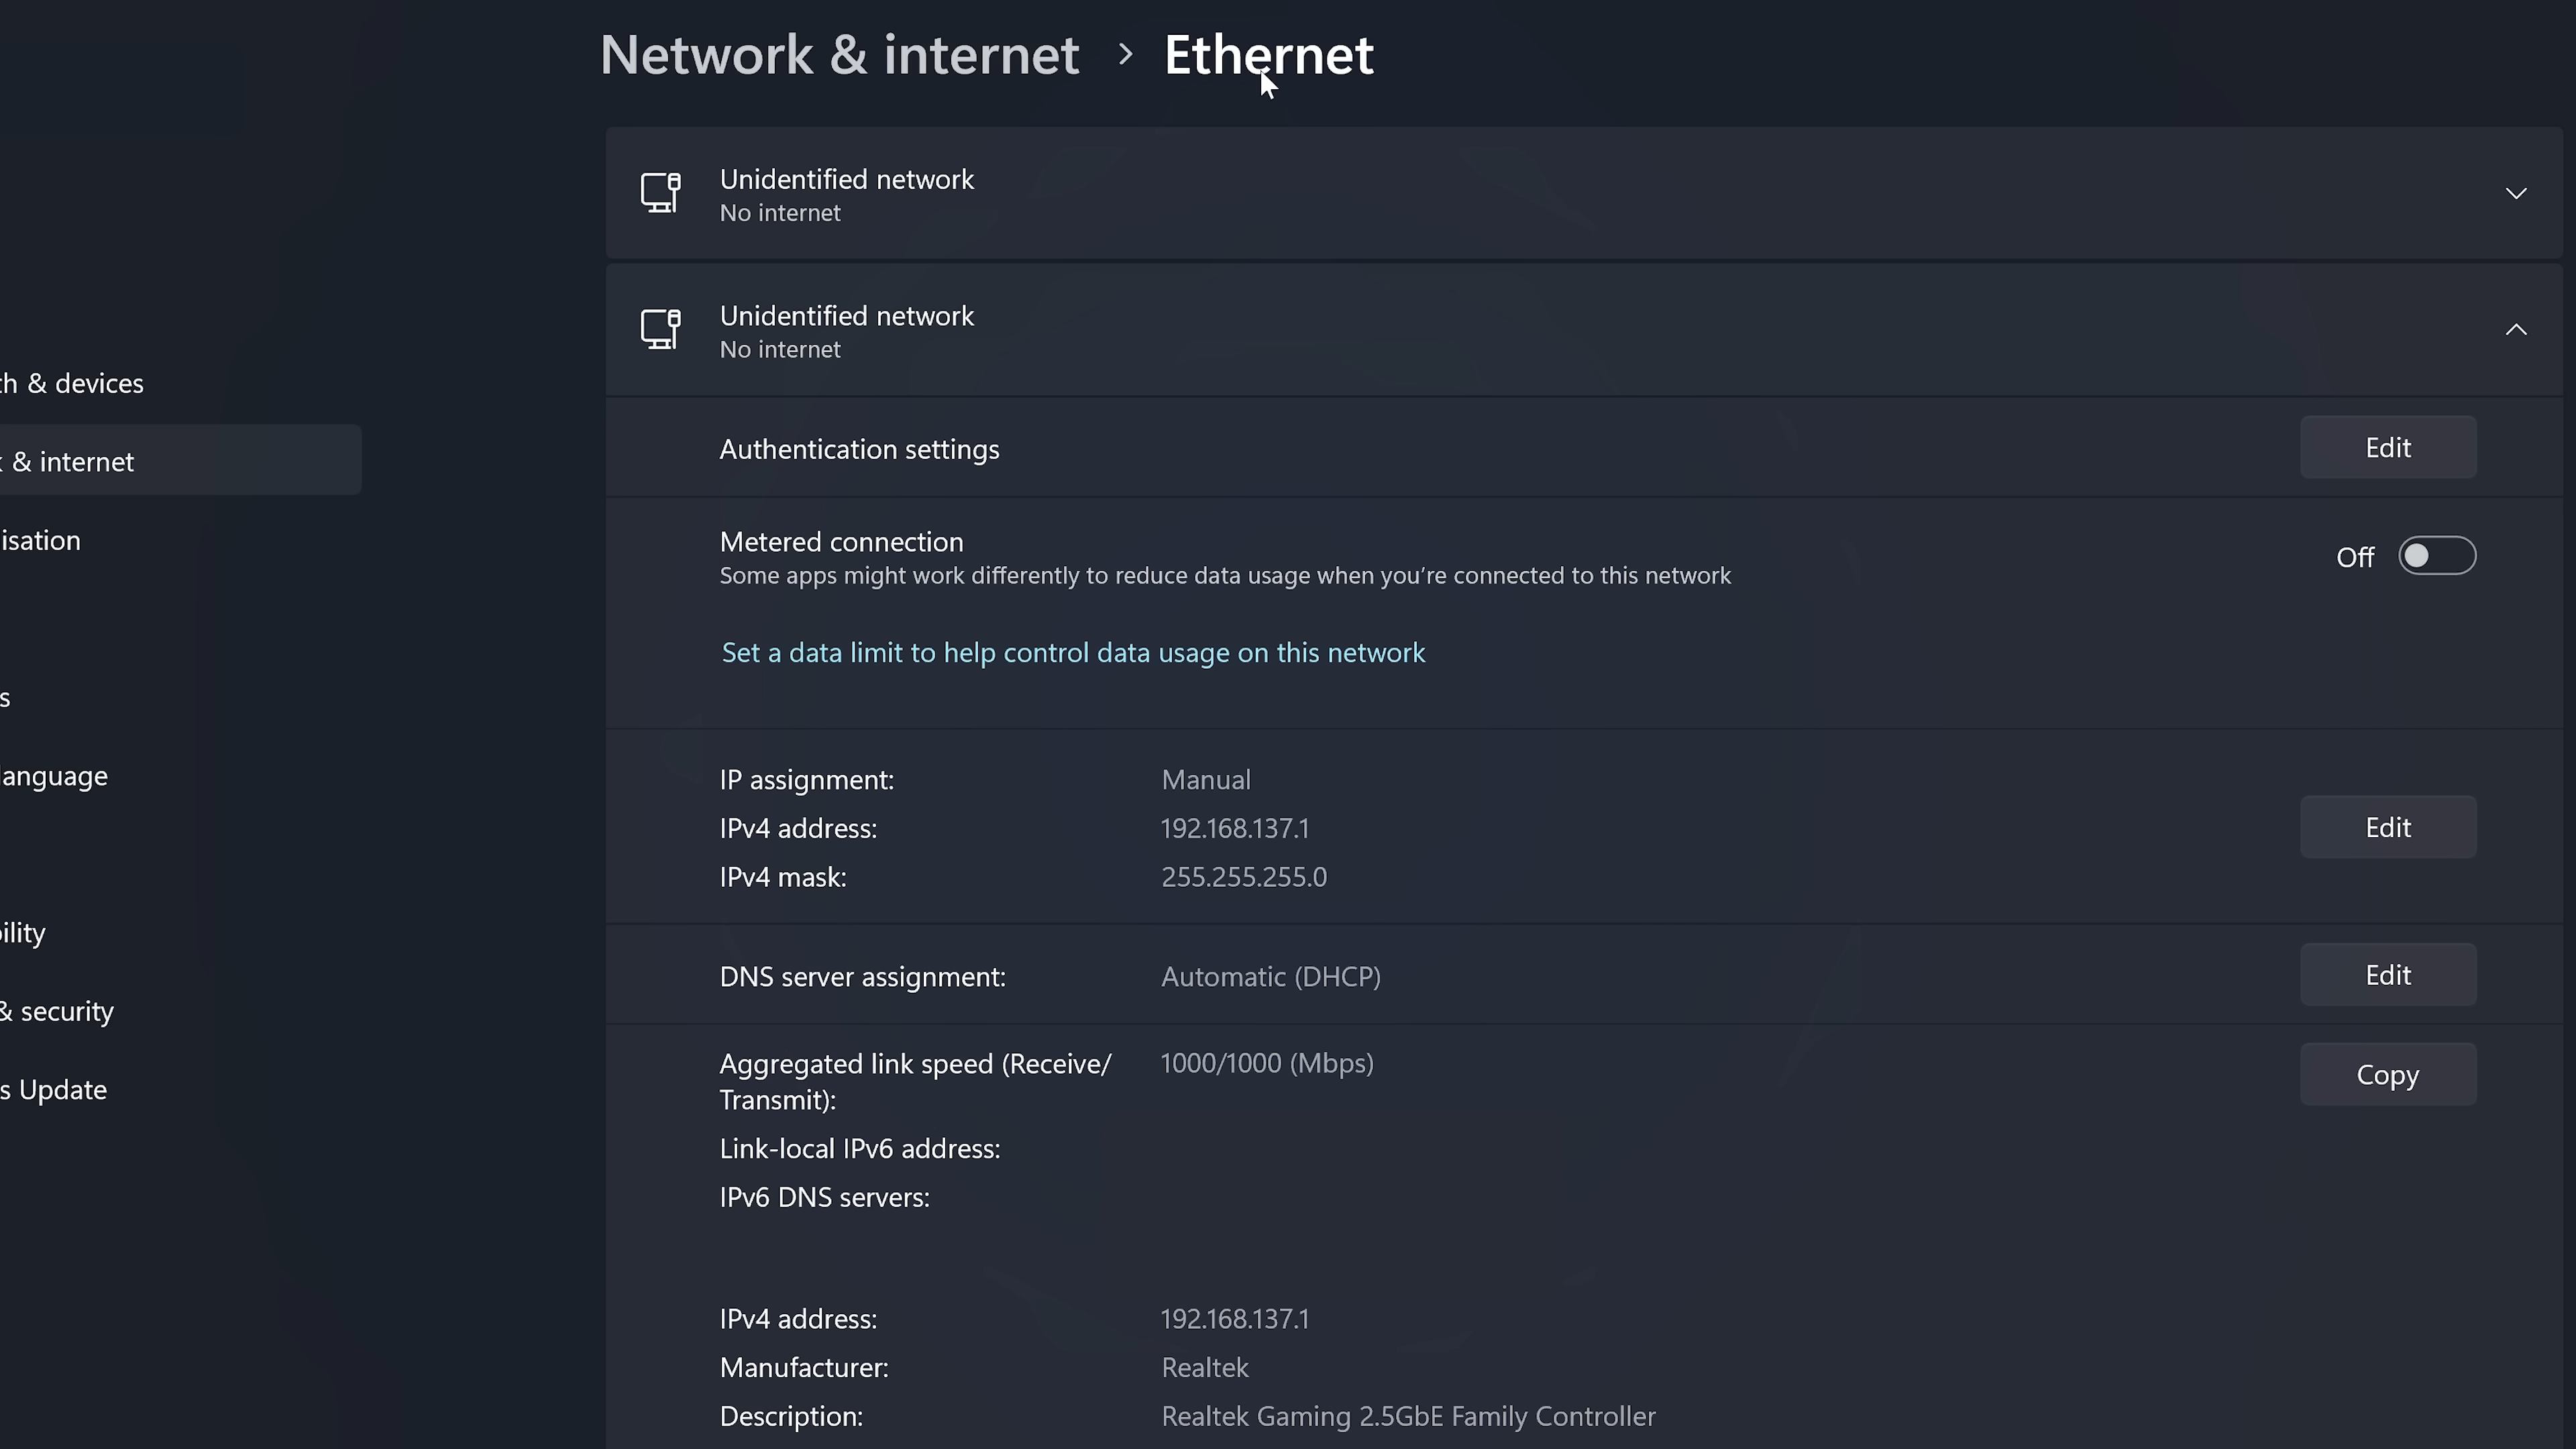 Network & internet > Ethernet
Unidentified network
No internet
Unidentified network
No internet
th & devices
Authentication settings
Edit
& internet
Metered connection
Off
Some apps might work differently to reduce data usage when you're connected to this network
isation
Set a data limit to help control data usage on this network
s
IP assignment: Manual
anguage
IPv4 address: 192.168.137.1
Edit
IPv4 mask: 255.255.255.0
ility
DNS server assignment: Automatic (DHCP)
Edit
& security
Aggregated link speed (Receive/ 1000/1000 (Mbps)
Transmit):
Copy
s Update
Link-local IPv6 address:
IPv6 DNS servers:
IPv4 address: 192.168.137.1
Manufacturer: Realtek
Description: Realtek Gaming 2.5GbE Family Controller